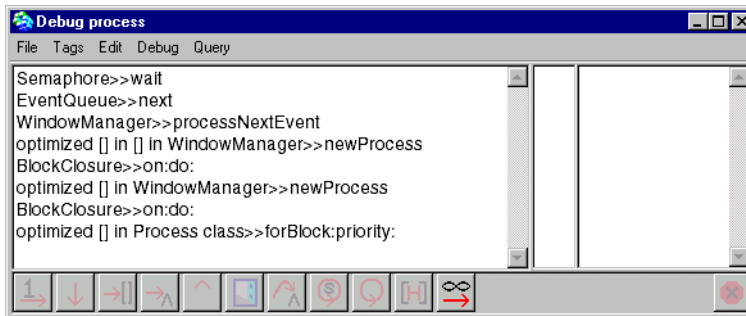 Debug process
File Tags Edit Debug Query
Semaphore>>wait
EventQueue>>next
WindowManager>>processNextEvent
optimized [] in [] in WindowManager>>newProcess
BlockClosure>>on:do:
optimized [] in WindowManager>>newProcess
BlockClosure>>on:do:
optimized [] in Process class>>forBlock:priority: